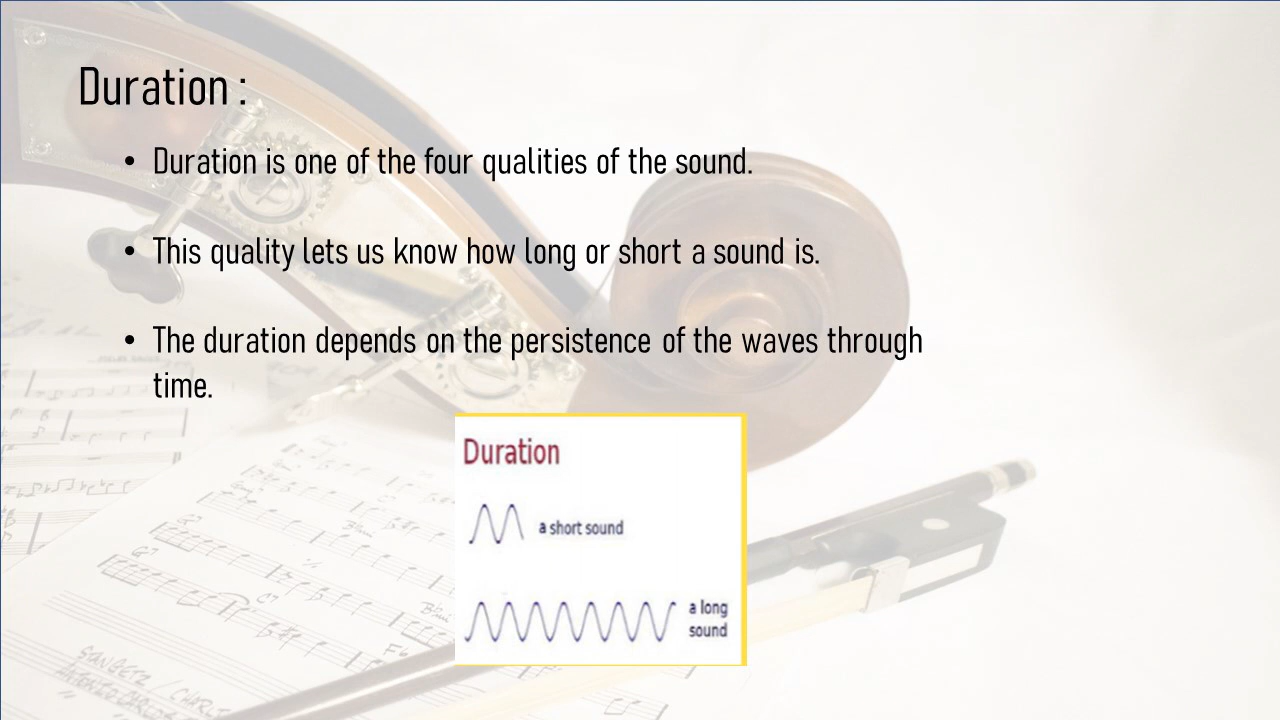 Duration :
• Duration is one of the four qualities of the sound.
• This quality lets us know how long or short a sound is.
• The duration depends on the persistence of the waves through
time.
Duration
a short sound
a long
sound